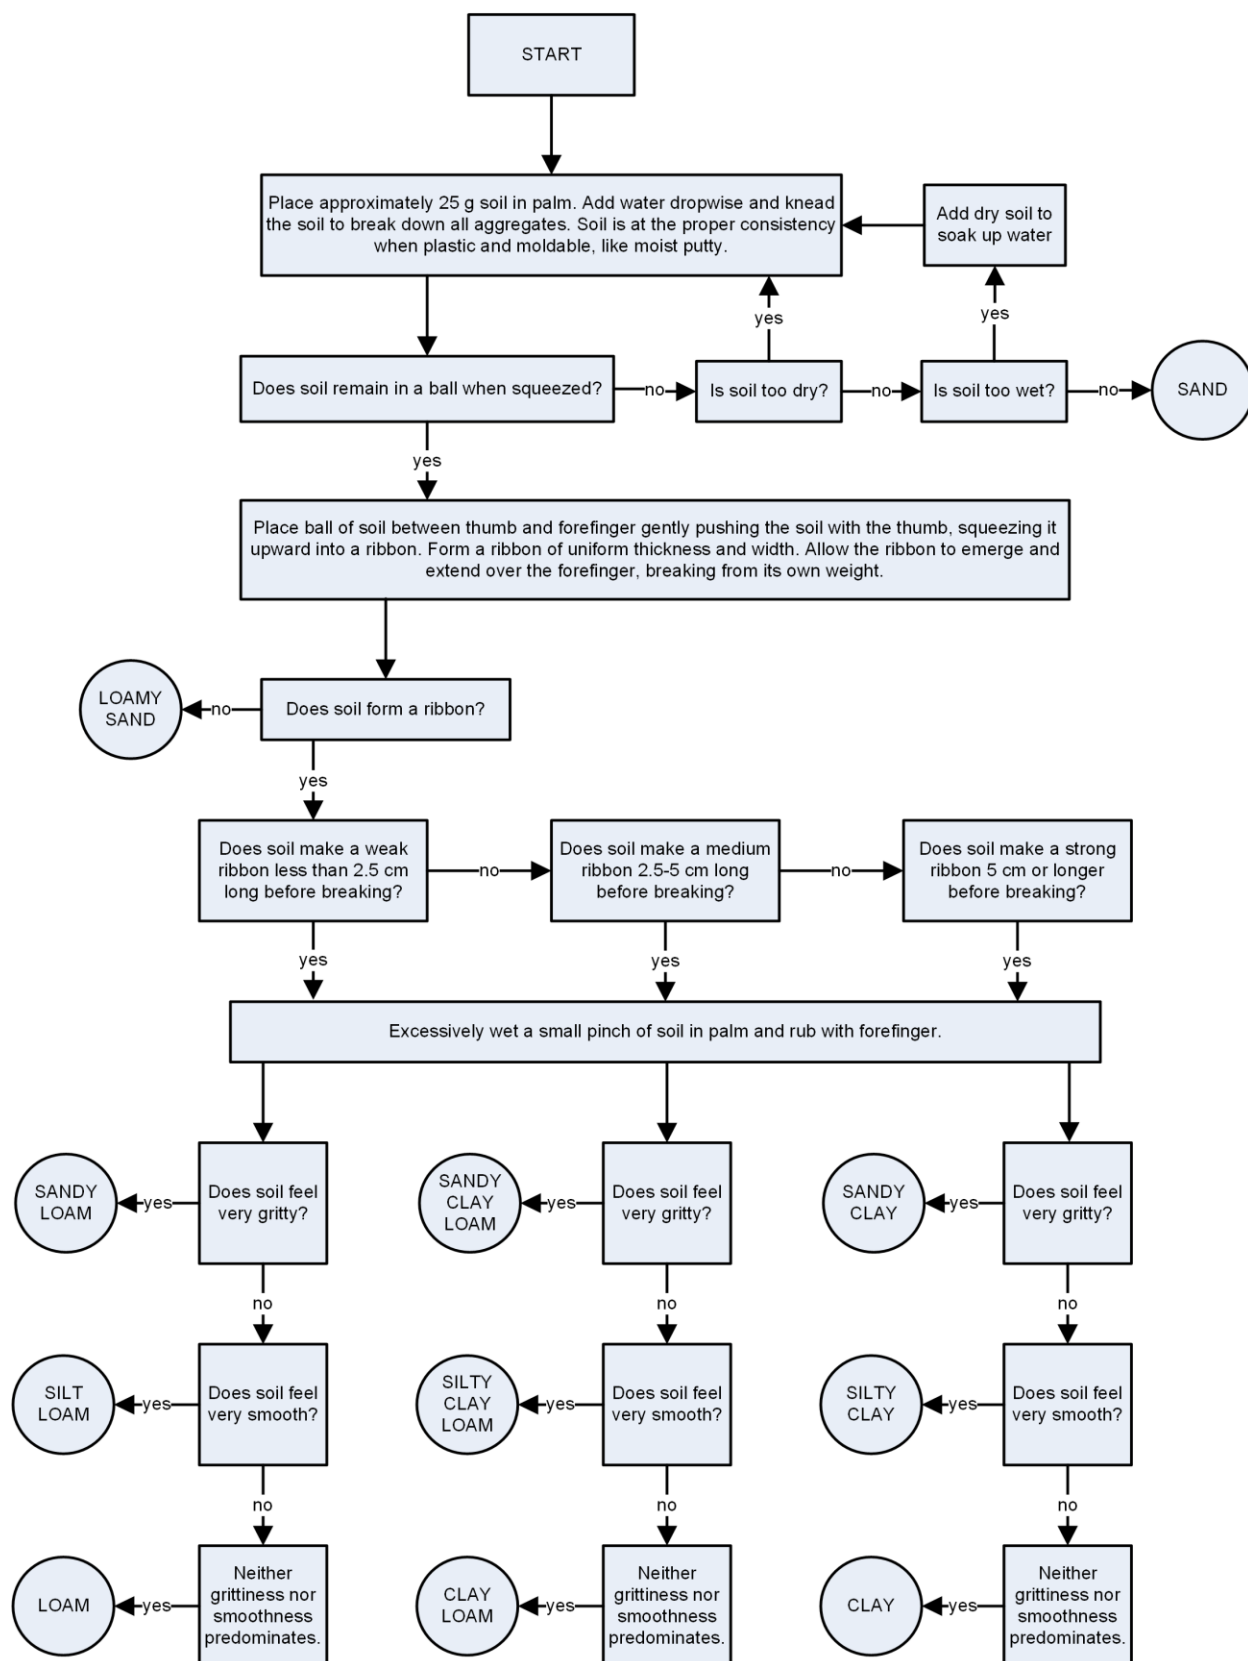 START
Place approximately 25 g soil in palm. Add water dropwise and knead
the soil to break down all aggregates. Soil is at the proper consistency
when plastic and moldable, like moist putty.
Add dry soil to
soak up water
yes
yes
Does soil remain in a ball when squeezed?
no
Is soil too dry?
no
Is soil too wet?
no
SAND
yes
Place ball of soil between thumb and forefinger gently pushing the soil with the thumb, squeezing it
upward into a ribbon. Form a ribbon of uniform thickness and width. Allow the ribbon to emerge and
extend over the forefinger, breaking from its own weight.
LOAMY
SAND
no
Does soil form a ribbon?
yes
Does soil make a weak
ribbon less than 2.5 cm
long before breaking?
no
Does soil make a medium
ribbon 2.5-5 cm long
before breaking?
no
Does soil make a strong
ribbon 5 cm or longer
before breaking?
yes
yes
yes
Excessively wet a small pinch of soil in palm and rub with forefinger.
SANDY
LOAM
yes
Does soil feel
very gritty?
SANDY
CLAY
LOAM
yes
Does soil feel
very gritty?
SANDY
CLAY
yes
Does soil feel
very gritty?
no
no
no
SILT
LOAM
yes
Does soil feel
very smooth?
SILTY
CLAY
LOAM
yes
Does soil feel
very smooth?
SILTY
CLAY
yes
Does soil feel
very smooth?
no
no
no
LOAM
yes
Neither
grittiness nor
smoothness
predominates.
CLAY
LOAM
yes
Neither
grittiness nor
smoothness
predominates.
CLAY
yes
Neither
grittiness nor
smoothness
predominates.